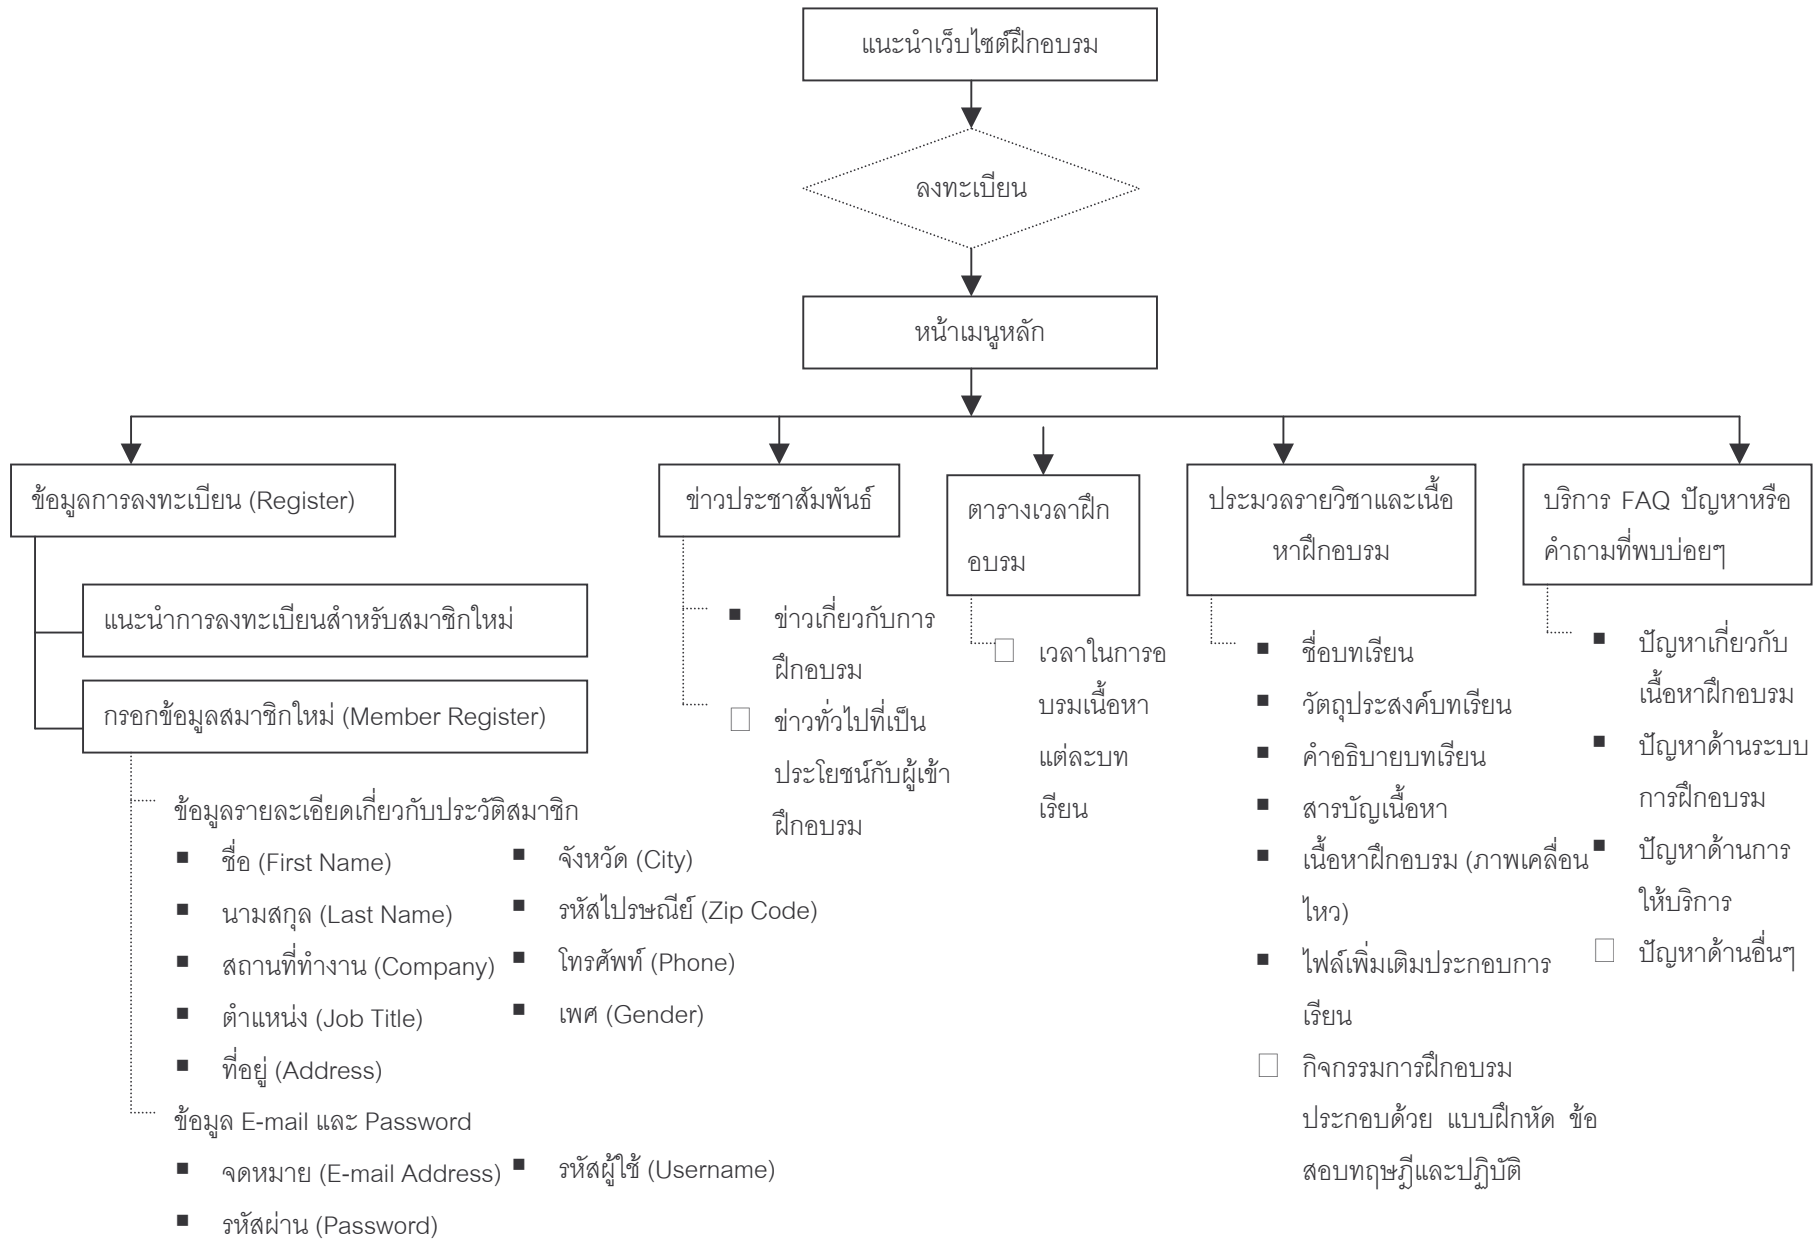 แนะนำเว็บไซต์ฝึกอบรม
ลงทะเบียน
หน้าเมนูหลัก
ข้อมูลการลงทะเบียน (Register)
แนะนำการลงทะเบียนสำหรับสมาชิกใหม่
กรอกข้อมูลสมาชิกใหม่ (Member Register)
ข้อมูลรายละเอียดเกี่ยวกับประวัติสมาชิก
■ ชื่อ (First Name)
■ นามสกุล (Last Name)
■ สถานที่ทำงาน (Company)
■ ตำแหน่ง (Job Title)
■ ที่อยู่ (Address)
■ จังหวัด (City)
■ รหัสไปรษณีย์ (Zip Code)
■ โทรศัพท์ (Phone)
■ เพศ (Gender)
ข้อมูล E-mail และ Password
■ จดหมาย (E-mail Address)
■ รหัสผ่าน (Password)
■ รหัสผู้ใช้ (Username)
ข่าวประชาสัมพันธ์
■ ข่าวเกี่ยวกับการ
ฝึกอบรม
□ ข่าวทั่วไปที่เป็น
ประโยชน์กับผู้เข้า
ฝึกอบรม
ตารางเวลาฝึก
อบรม
□ เวลาในการอ
บรมเนื้อหา
แต่ละบท
เรียน
ประมวลรายวิชาและเนื้อ
หาฝึกอบรม
■ ชื่อบทเรียน
■ วัตถุประสงค์บทเรียน
■ คำอธิบายบทเรียน
■ สารบัญเนื้อหา
■ เนื้อหาฝึกอบรม (ภาพเคลื่อน
ไหว)
■ ไฟล์เพิ่มเติมประกอบการ
เรียน
□ กิจกรรมการฝึกอบรม
ประกอบด้วย แบบฝึกหัด ข้อ
สอบทฤษฎีและปฏิบัติ
บริการ FAQ ปัญหาหรือ
คำถามที่พบบ่อยๆ
■ ปัญหาเกี่ยวกับ
เนื้อหาฝึกอบรม
■ ปัญหาด้านระบบ
การฝึกอบรม
■ ปัญหาด้านการ
ให้บริการ
□ ปัญหาด้านอื่นๆ